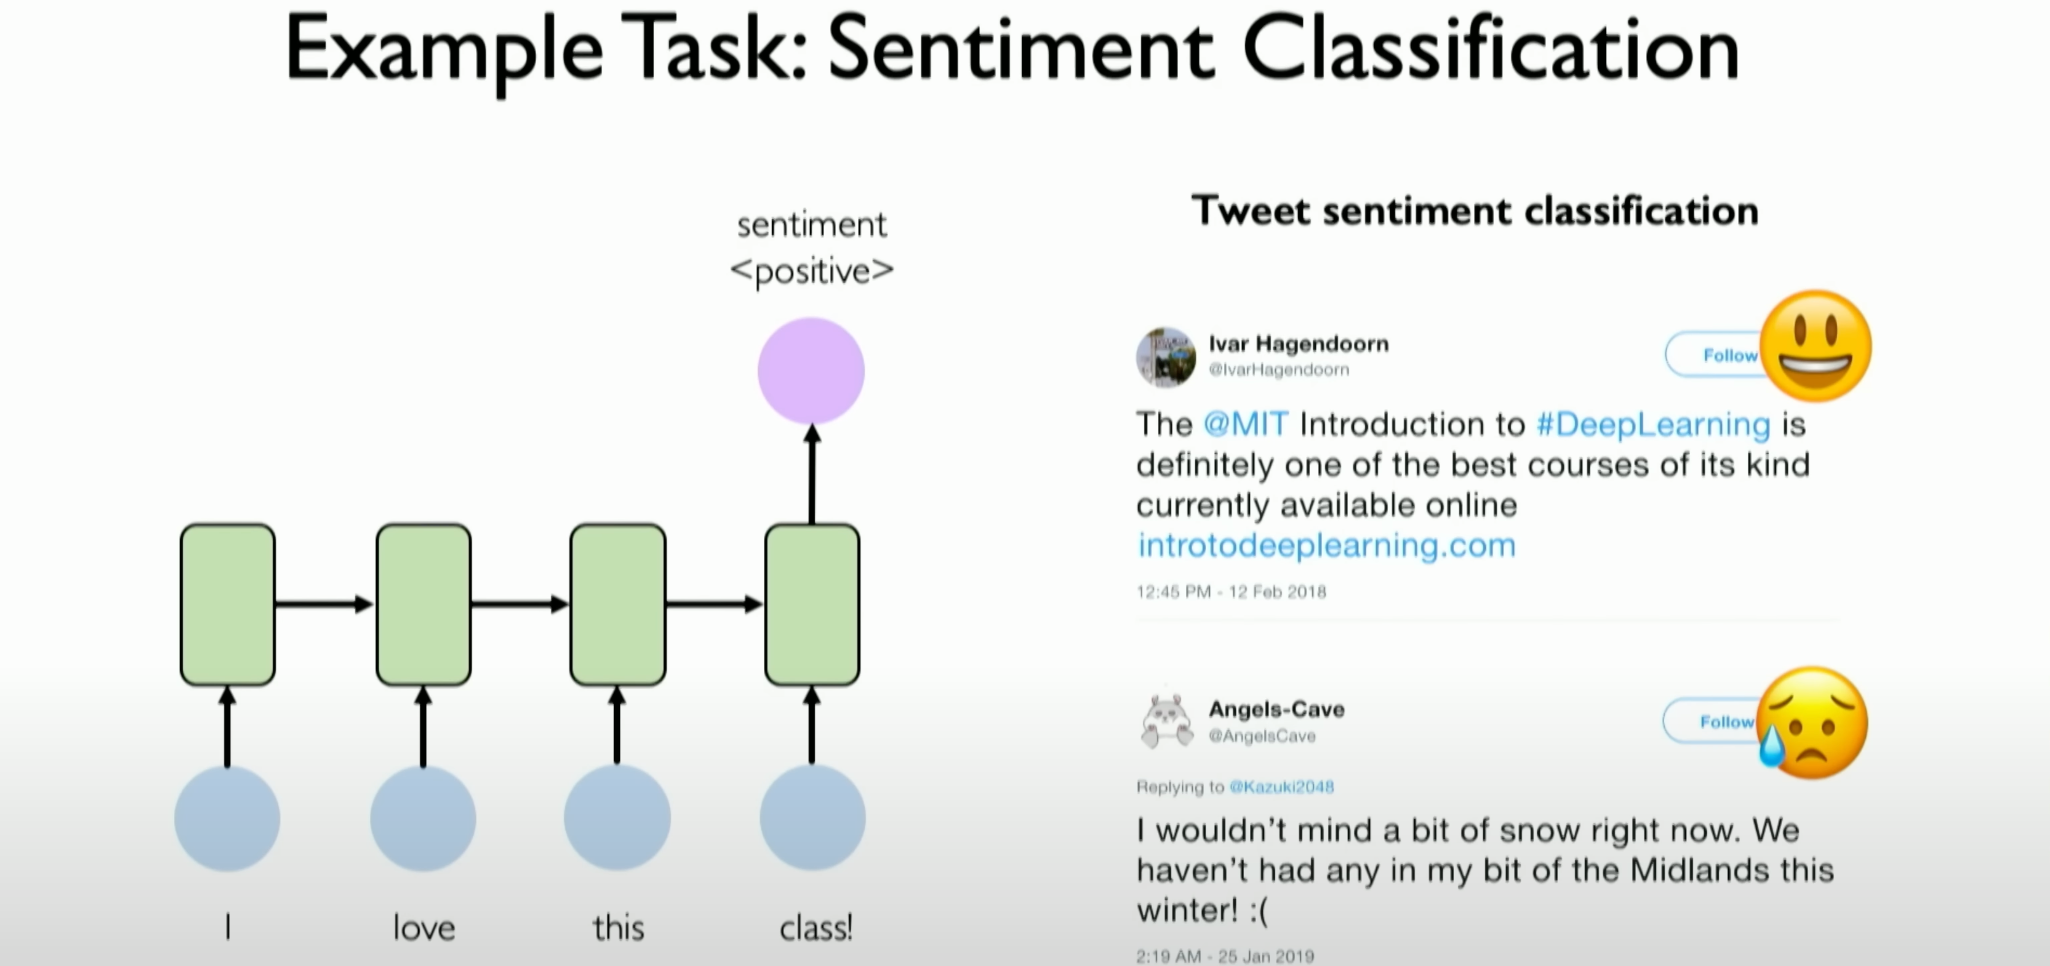 Example Task: Sentiment Classification
sentiment
<positive>
I
love
this
class!
Tweet sentiment classification
Ivar Hagendoorn
@IvarHagendoorn
Follow
The @MIT Introduction to #DeepLearning is
definitely one of the best courses of its kind
currently available online
introtodeeplearning.com
12:45 PM - 12 Feb 2018
Angels-Cave
@AngelsCave
Follow
Replying to @Kazuki2048
I wouldn't mind a bit of snow right now. We
haven't had any in my bit of the Midlands this
winter! :(
2:19 AM - 25 Jan 2019